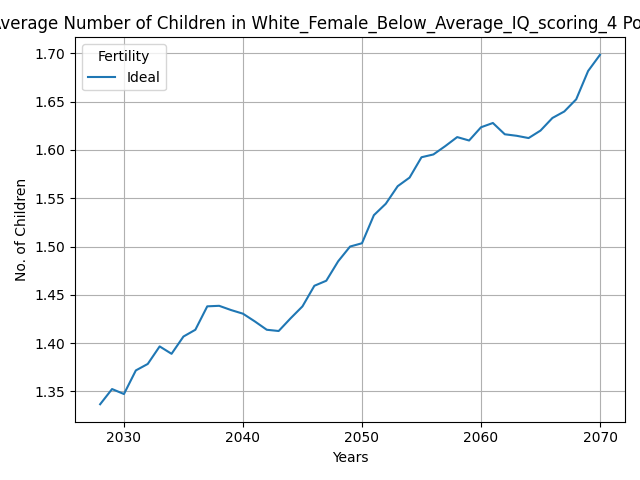 Average Number of Children in White_Female_Below_Average_IQ_scoring_4 Po
Fertility
Ideal
No. of Children
1.70
1.65
1.60
1.55
1.50
1.45
1.40
1.35
2030 2040 2050 2060 2070
Years